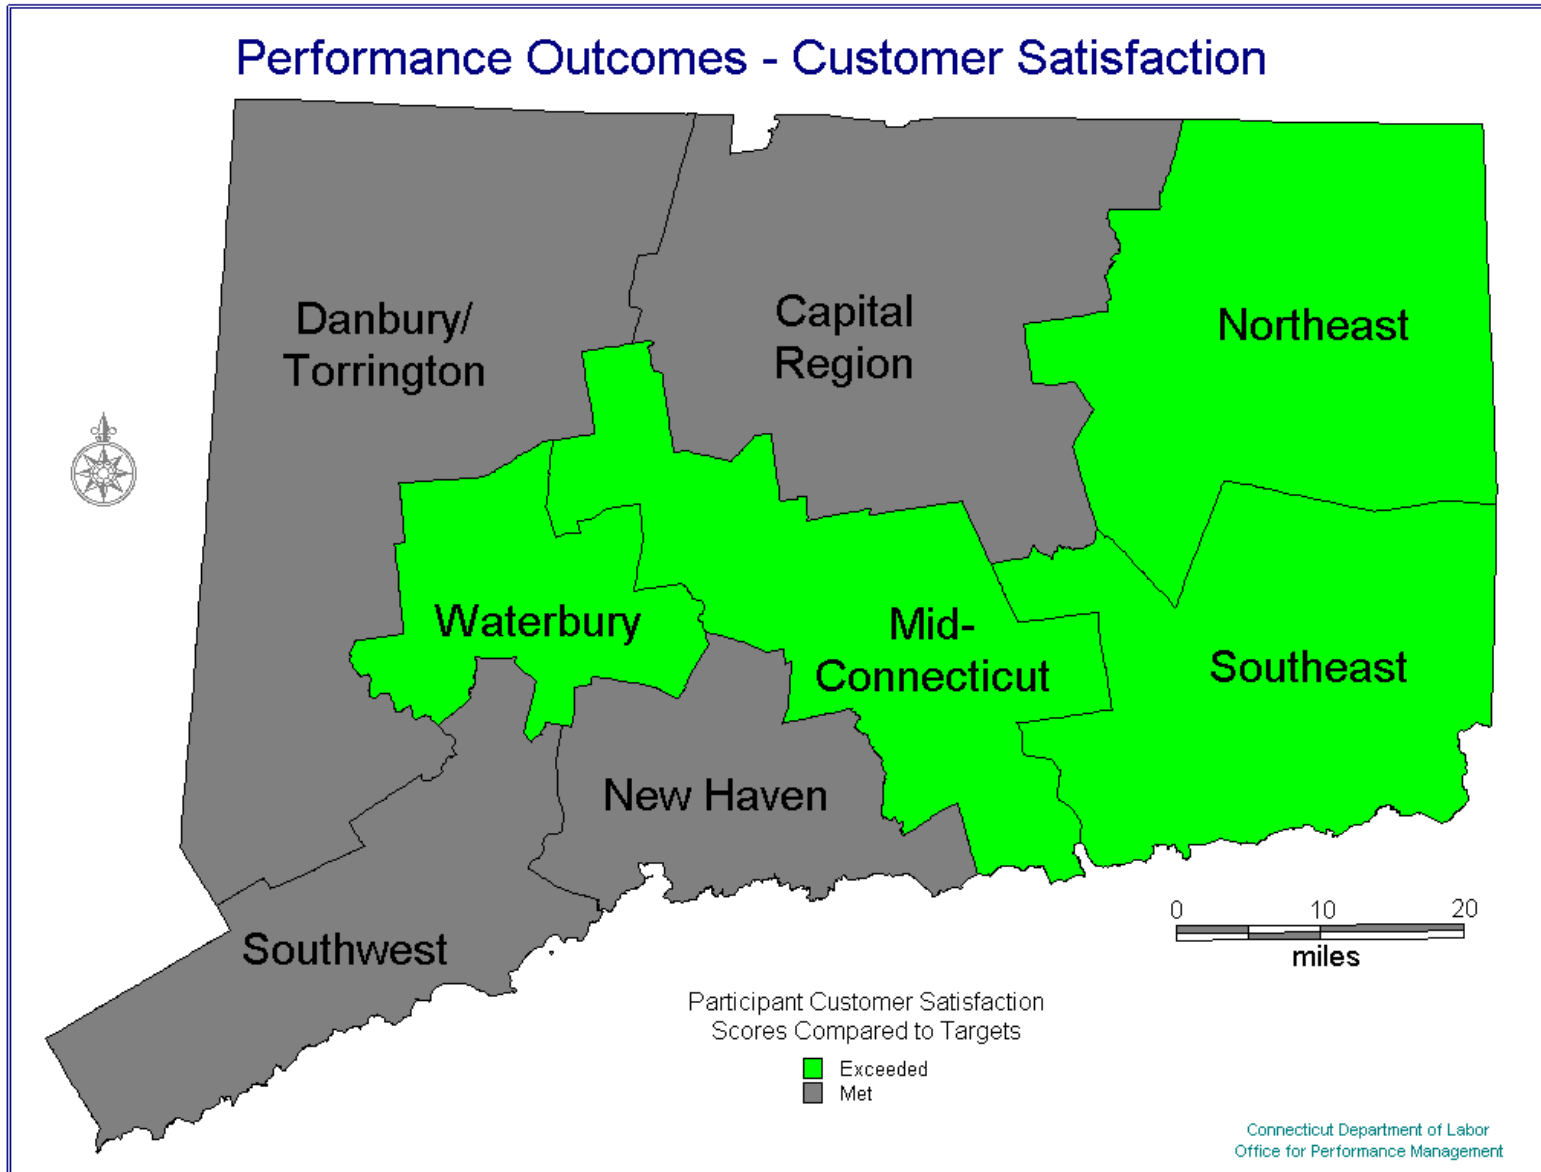 Performance Outcomes - Customer Satisfaction
Danbury/
Torrington
Capital
Region
Northeast
Waterbury
Mid-
Connecticut
Southeast
New Haven
Southwest
0 10 20
miles
Participant Customer Satisfaction
Scores Compared to Targets
Exceeded
Met
Connecticut Department of Labor
Office for Performance Management